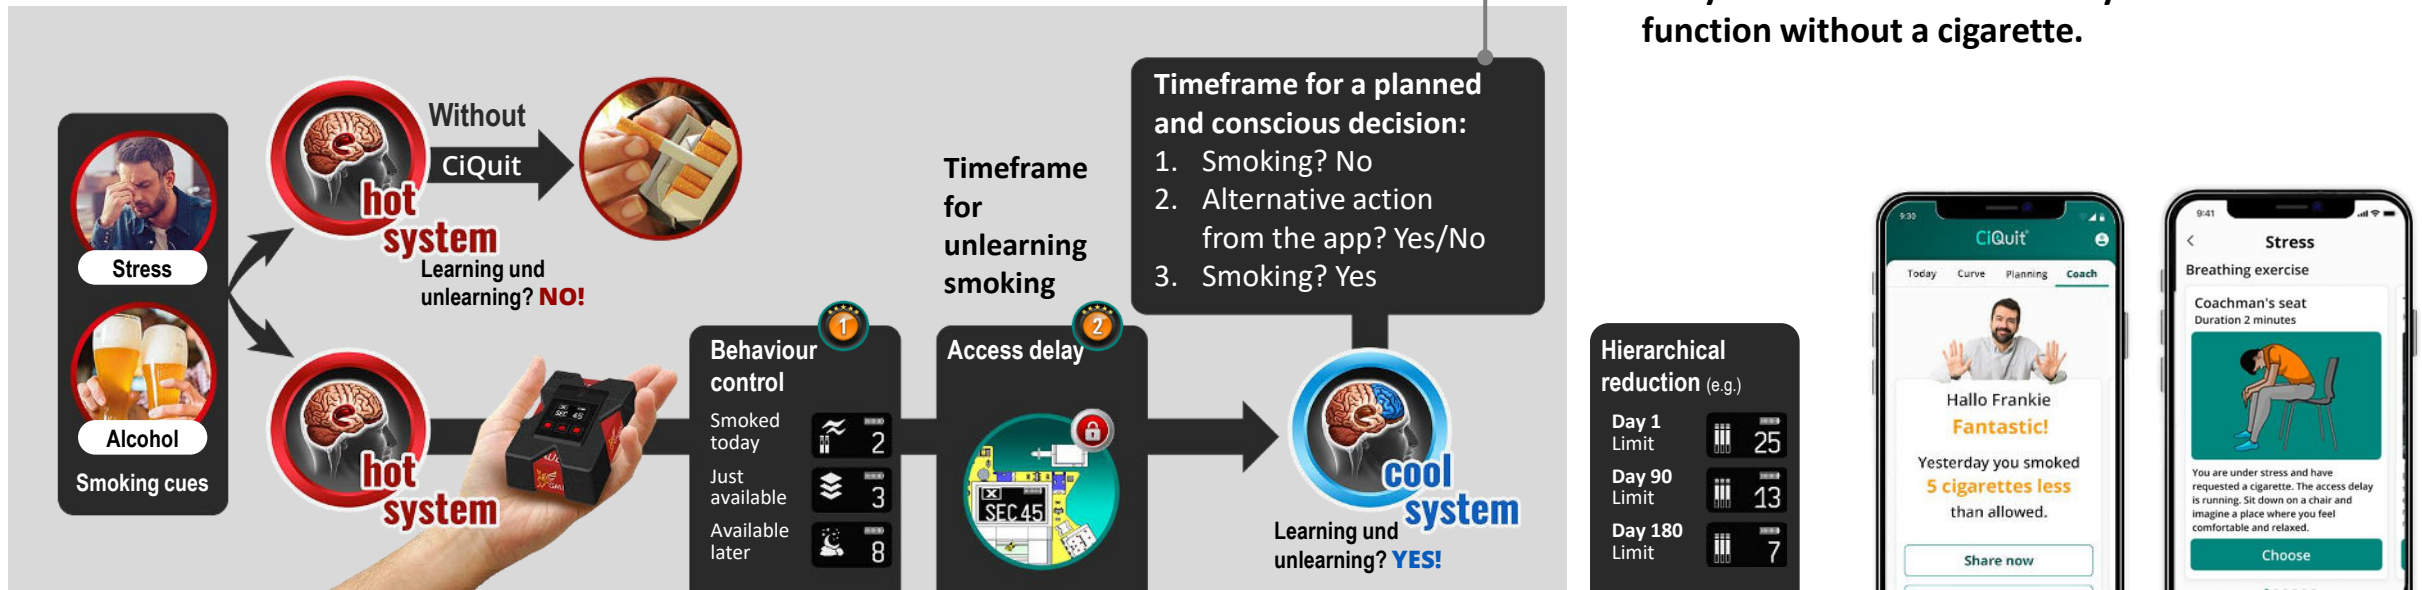 function without a cigarette.
Stress
Alcohol
Smoking cues
hot
system
Without
CiQuit
Learning und
unlearning? NO!
hot
system
SEC 45
Behaviour
control
1
Smoked
today
2
Just
available
3
Available
later
8
Timeframe
for
unlearning
smoking
Access delay
2
SEC 45
Timeframe for a planned
and conscious decision:
1. Smoking? No
2. Alternative action
from the app? Yes/No
3. Smoking? Yes
cool
system
Learning und
unlearning? YES!
Hierarchical
reduction (e.g.)
Day 1
Limit
25
Day 90
Limit
13
Day 180
Limit
7
9:30
CiQuit
Today Curve Planning Coach
Hallo Frankie
Fantastic!
Yesterday you smoked
5 cigarettes less
than allowed.
Share now
9:41
Stress
Breathing exercise
Coachman's seat
Duration 2 minutes
You are under stress and have
requested a cigarette. The access delay
is running. Sit down on a chair and
imagine a place where you feel
comfortable and relaxed.
Choose